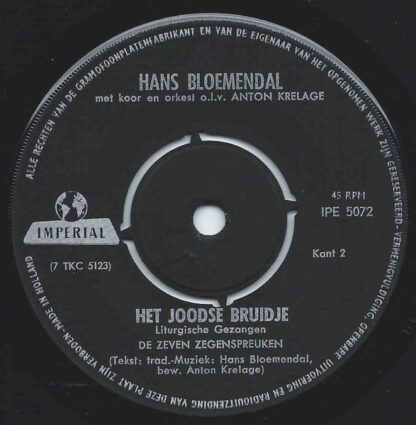 ALLE RECHTEN VAN DE GRAMOFOONPLATENFABRIKANT EN VAN DE EIGENAAR VAN HET OPGENOMEN WERK ZIJN GERESERVEERD-VERMENIGVULDIGING-OPENBARE UITVOERING EN RADIOUITZENDING VAN DEZE PLAAT ZIJN VERBODEN-MADE IN HOLLAND
HANS BLOEMENDAL
met koor en orkest o.l.v. ANTON KRELAGE
45 RPM
IPE 5072
IMPERIAL
(7 TKC 5123)
Kant 2
HET JOODSE BRUIDJE
Liturgische Gezangen
DE ZEVEN ZEGENSPREUKEN
(Tekst: trad.-Muziek: Hans Bloemendal,
bew. Anton Krelage)